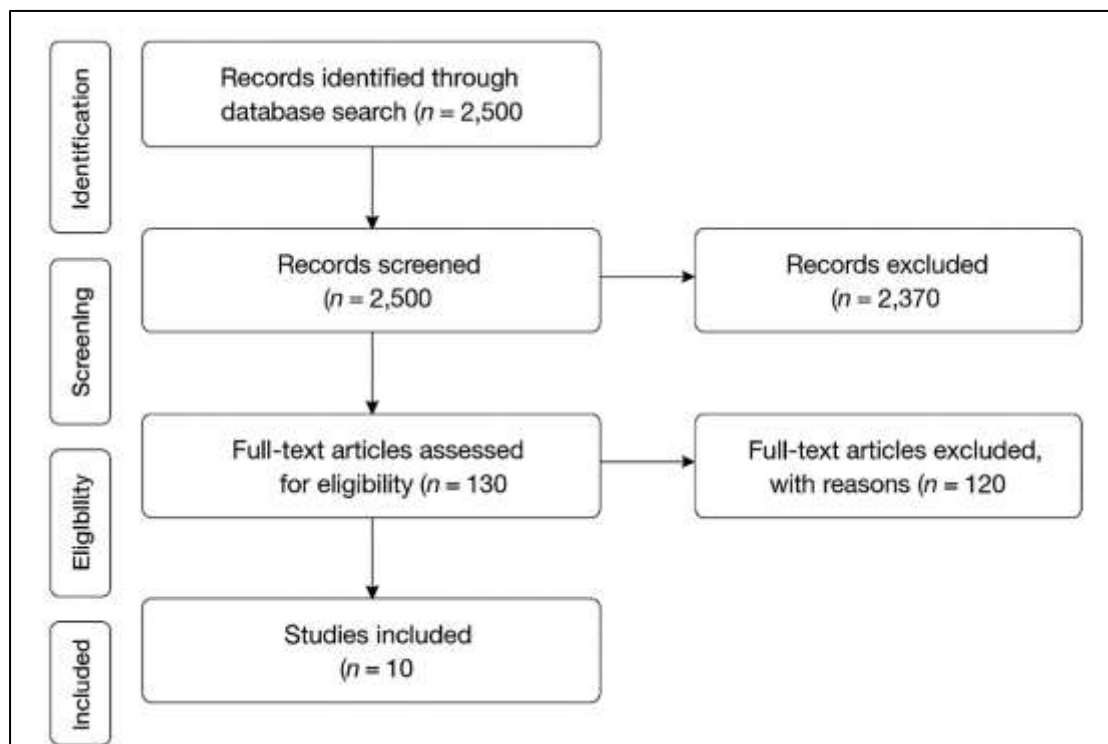 Identification
Records identified through
database search (n = 2,500
Screening
Records screened
(n = 2,500
Records excluded
(n = 2,370
Eligibility
Full-text articles assessed
for eligibility (n = 130
Full-text articles excluded,
with reasons (n = 120
Included
Studies included
(n = 10